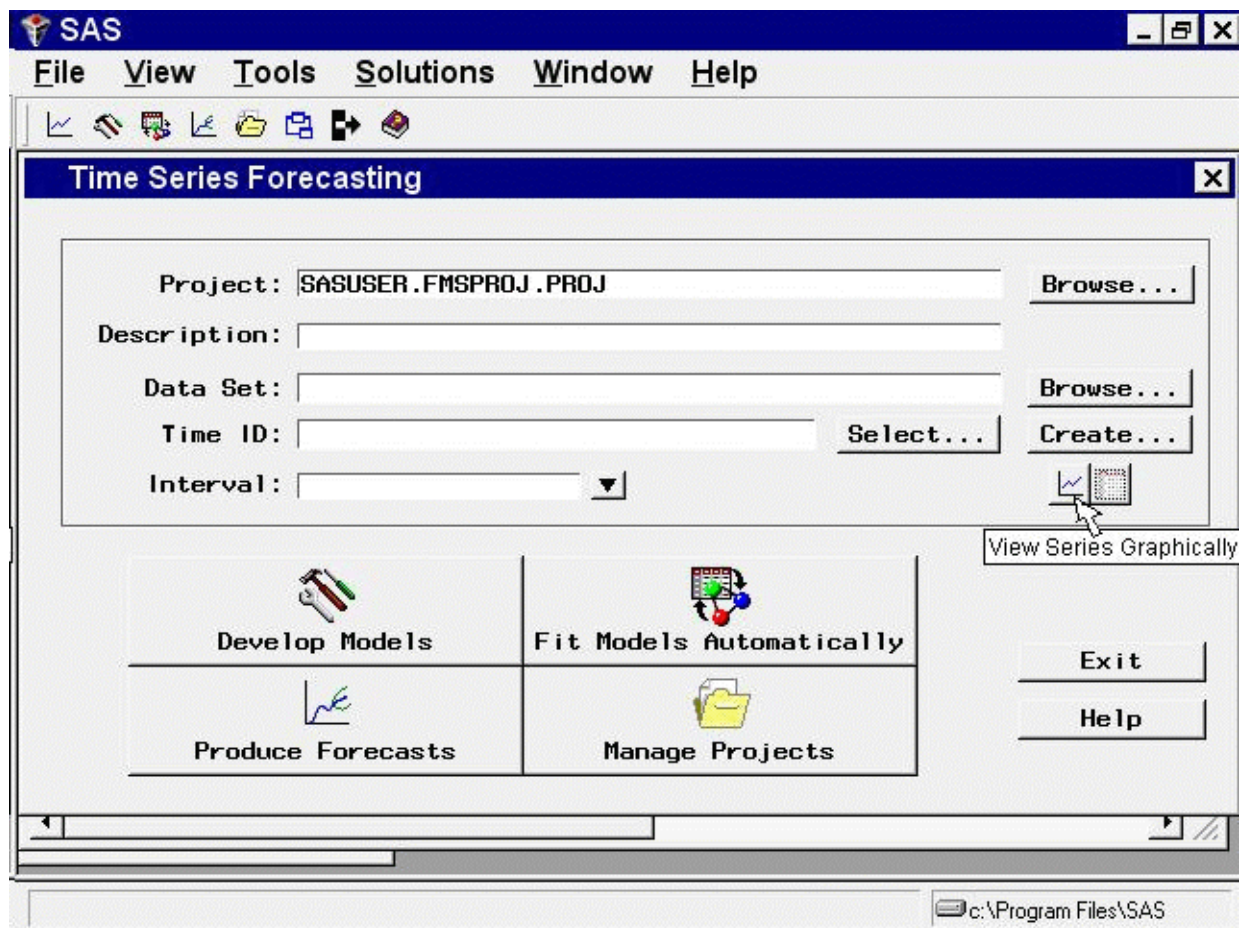 SAS
File View Tools Solutions Window Help
Time Series Forecasting
Project: SASUSER.FMSPROJ.PROJ Browse...
Description:
Data Set: Browse...
Time ID: Select... Create...
Interval:
View Series Graphically
Develop Models Fit Models Automatically
Exit
Produce Forecasts Manage Projects
Help
c:\Program Files\SAS